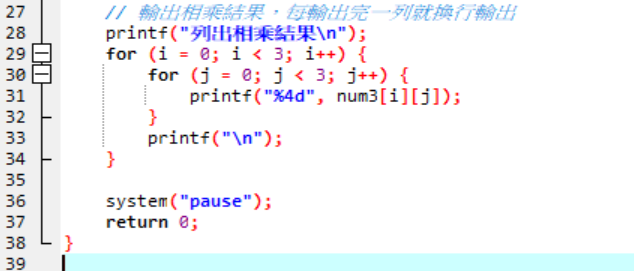 27 // 輸出相乘結果，每輸出完一列就換行輸出
28 printf("列出相乘結果\n");
29 for (i = 0; i < 3; i++) {
30 for (j = 0; j < 3; j++) {
31 printf("%4d", num3[i][j]);
32 }
33 printf("\n");
34 }
35
36 system("pause");
37 return 0;
38 }
39